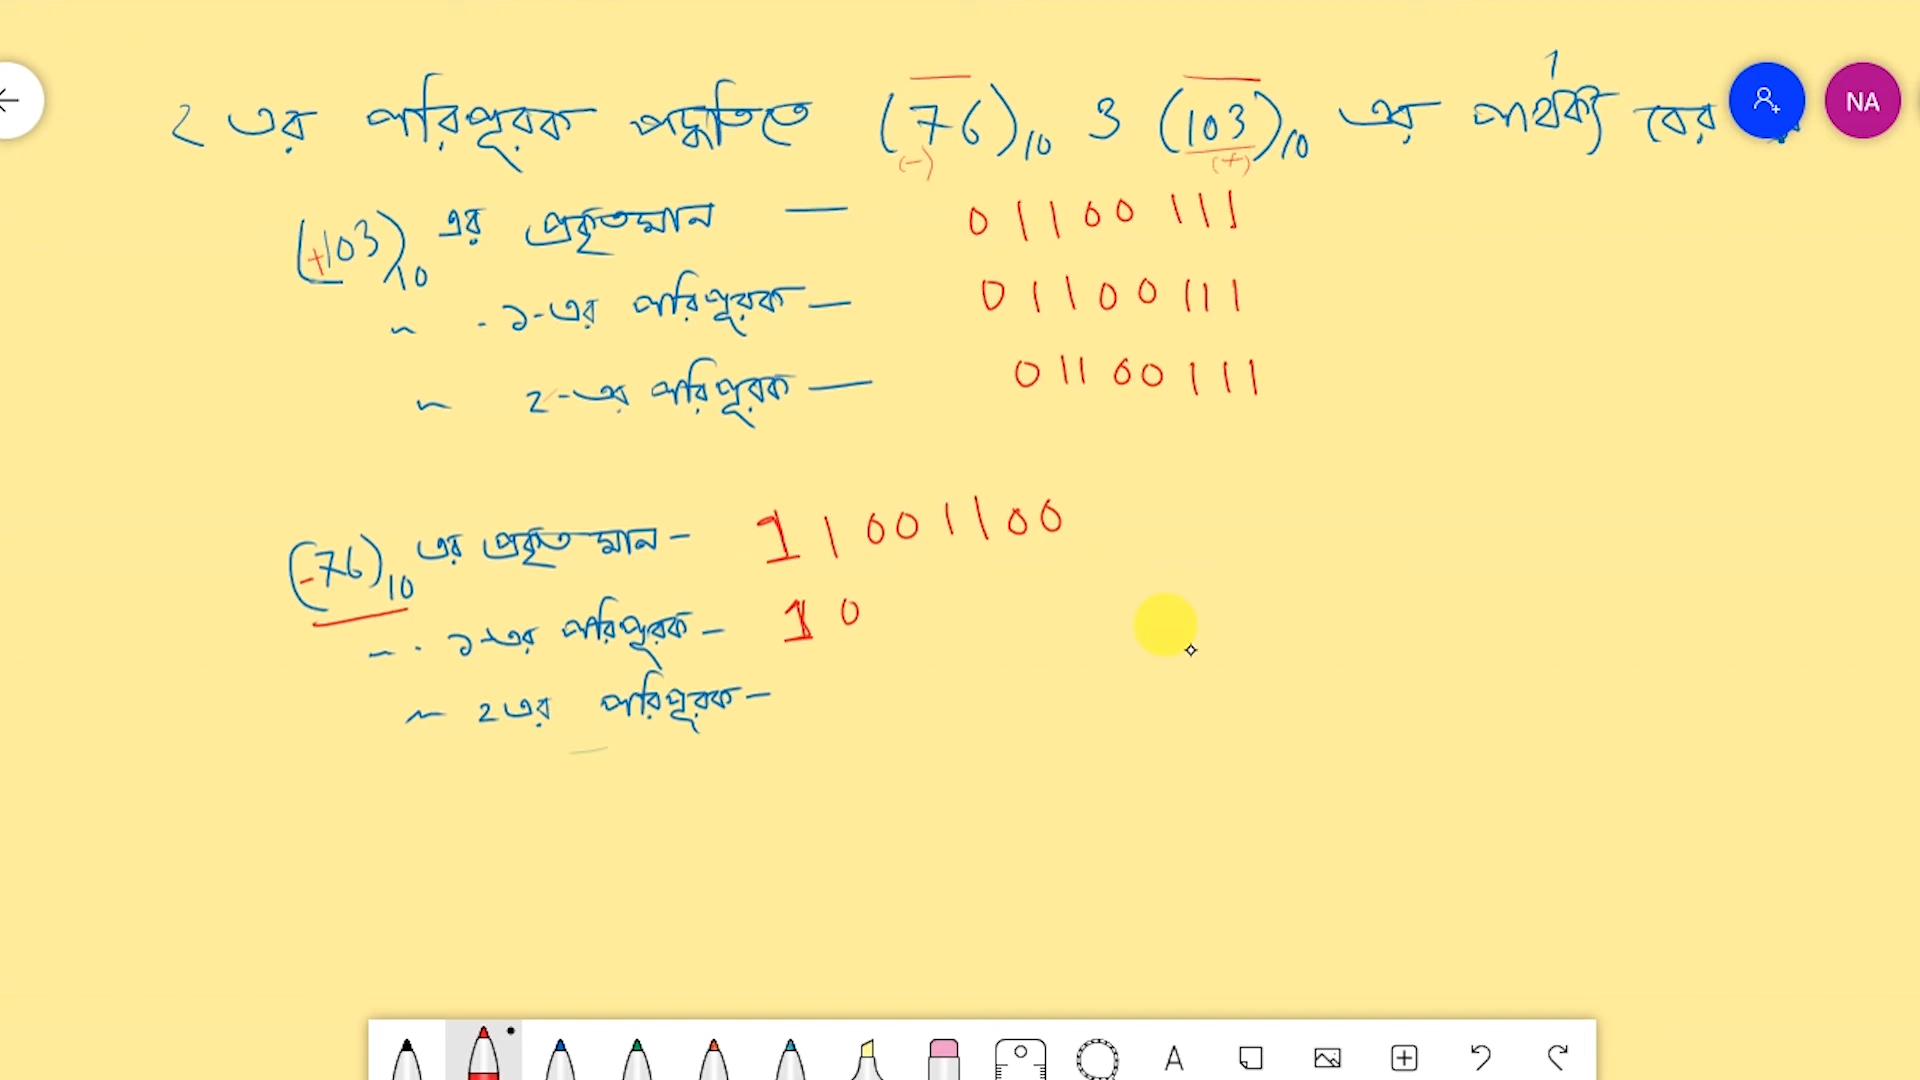 2 এর পরিপূরক পদ্ধতিতে (76)10 ও (103)10 এর পার্থক্য বের
(-) (+)
(+103)10 এর প্রকৃতমান — 01100111
" . ১-এর পরিপূরক — 01100111
" 2-এর পরিপূরক — 01100111
(-76)10 এর প্রকৃত মান - 11001100
" . ১-এর পরিপূরক - 10
" 2এর পরিপূরক -
NA